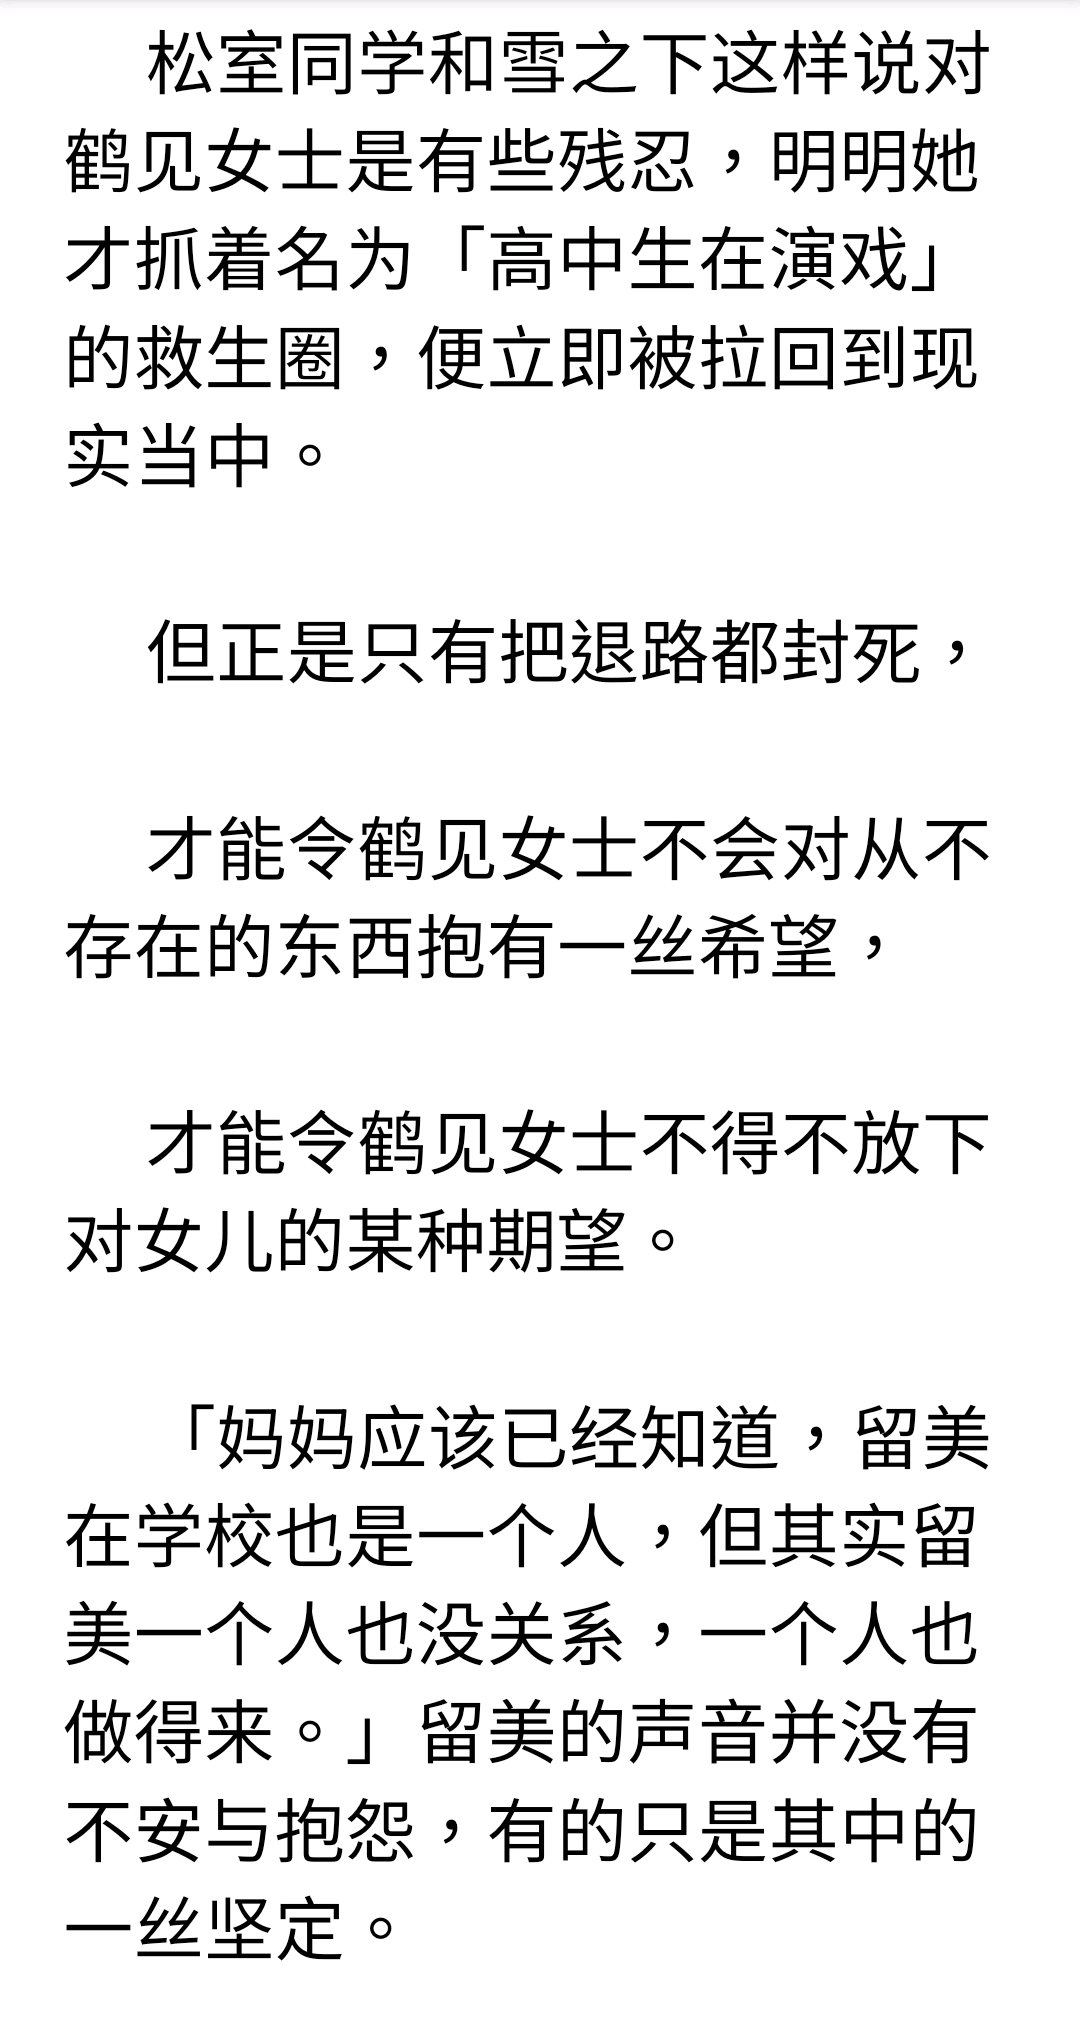 松室同学和雪之下这样说对
鹤见女士是有些残忍，明明她
才抓着名为「高中生在演戏」
的救生圈，便立即被拉回到现
实当中。
但正是只有把退路都封死，
才能令鹤见女士不会对从不
存在的东西抱有一丝希望，
才能令鹤见女士不得不放下
对女儿的某种期望。
「妈妈应该已经知道，留美
在学校也是一个人，但其实留
美一个人也没关系，一个人也
做得来。」留美的声音并没有
不安与抱怨，有的只是其中的
一丝坚定。